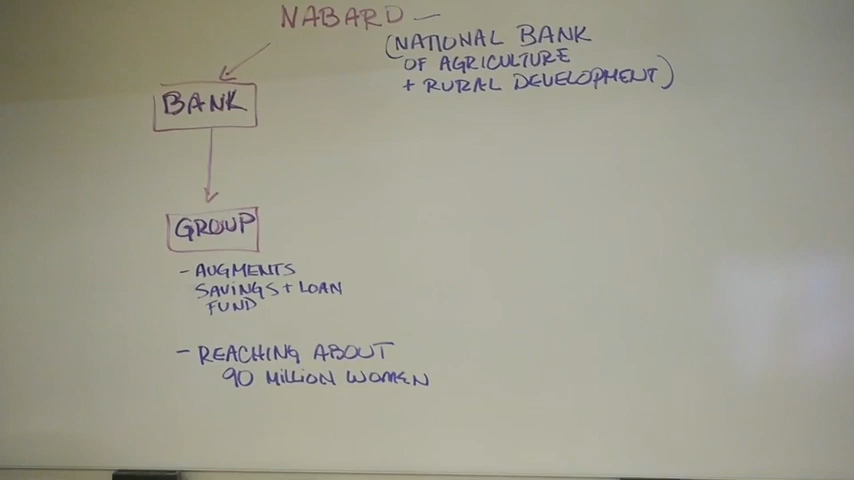 NABARD -
(NATIONAL BANK
OF AGRICULTURE
+ RURAL DEVELOPMENT)
BANK
GROUP
- AUGMENTS
SAVINGS + LOAN
FUND
- REACHING ABOUT
90 MILLION WOMEN